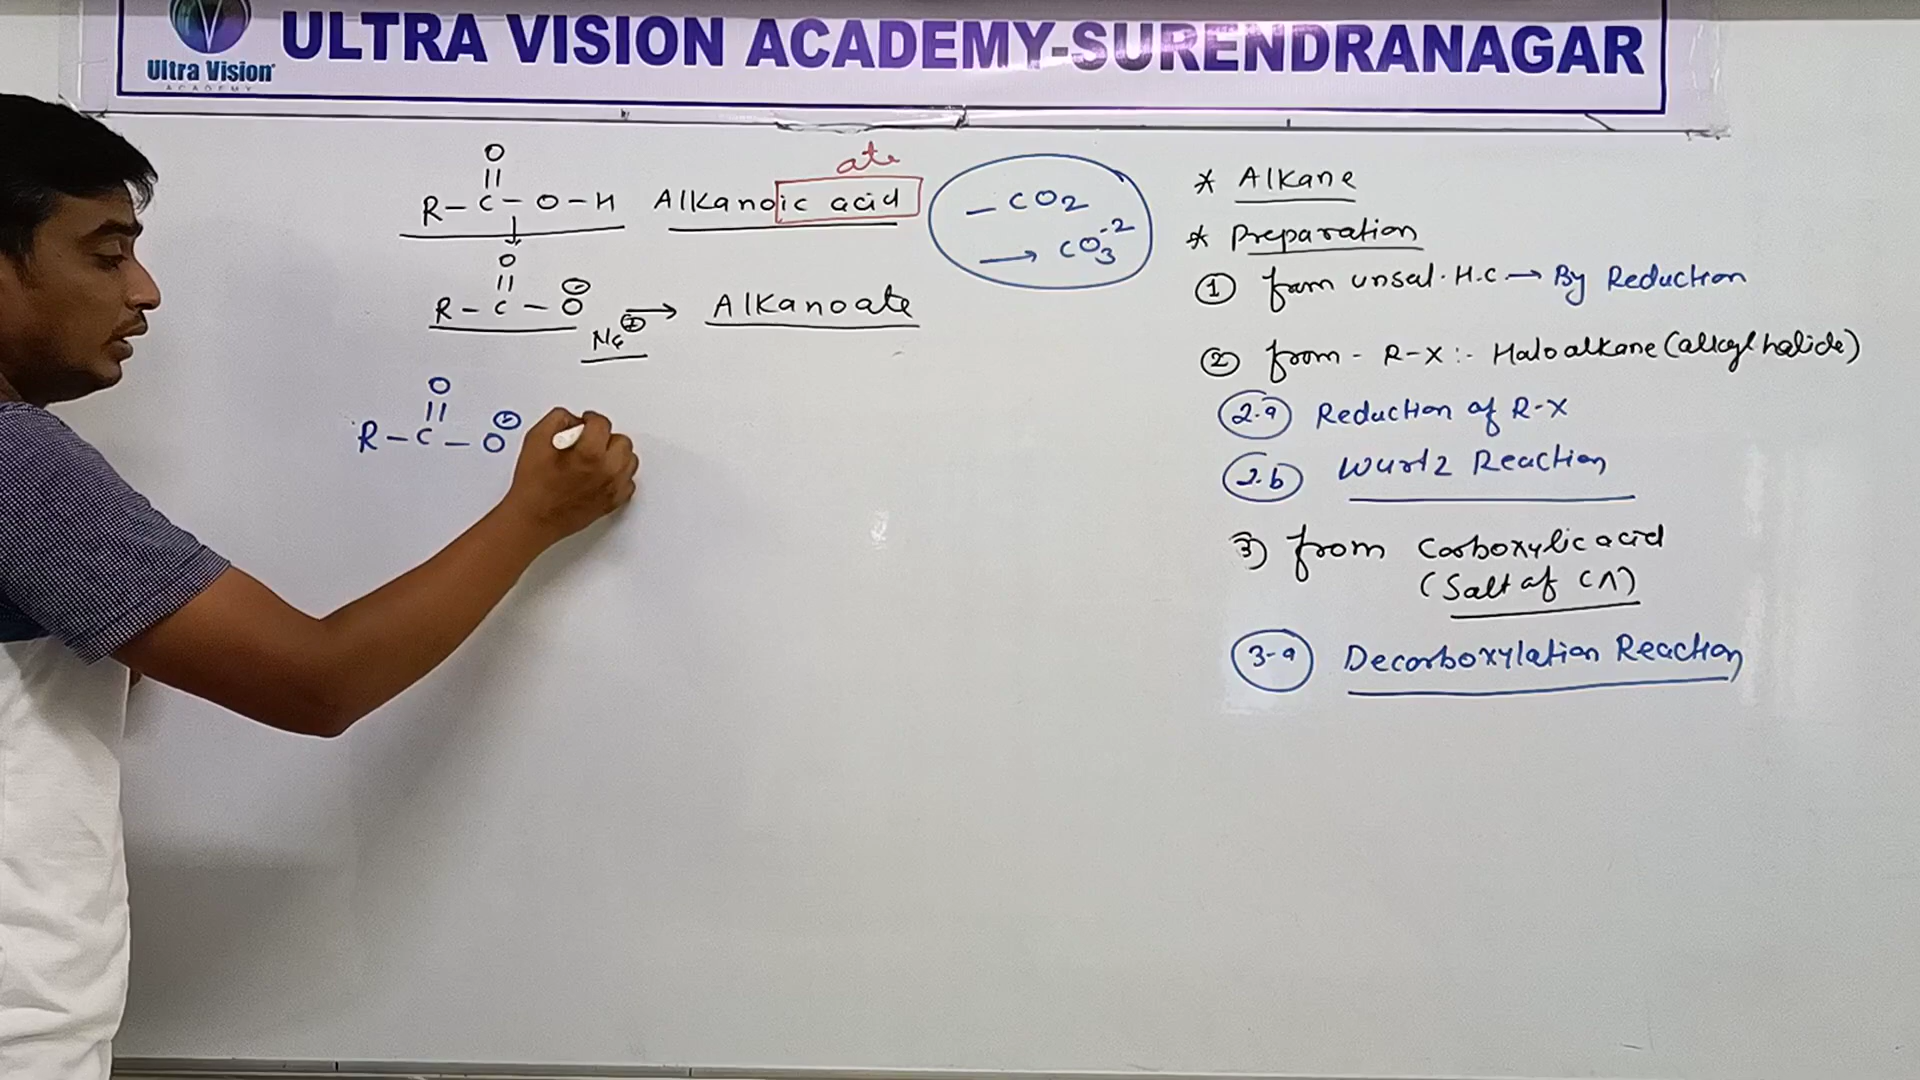 ULTRA VISION ACADEMY-SURENDRANAGAR
Ultra Vision
ACADEMY
O
||
R-C-O-H Alkanoic acid
ate
↓
O
||
R-C-O⊖ → Alkanoate
Na⊕
O
||
R-C-O⊖
-CO2
→ CO3-2
* Alkane
* Preparation
① from unsat. H.C → By Reduction
② from - R-X :- Haloalkane (alkyl halide)
2.a Reduction of R-X
2.b Wurtz Reaction
3) from Carboxylic acid
(Salt of CA)
3-a Decarboxylation Reaction